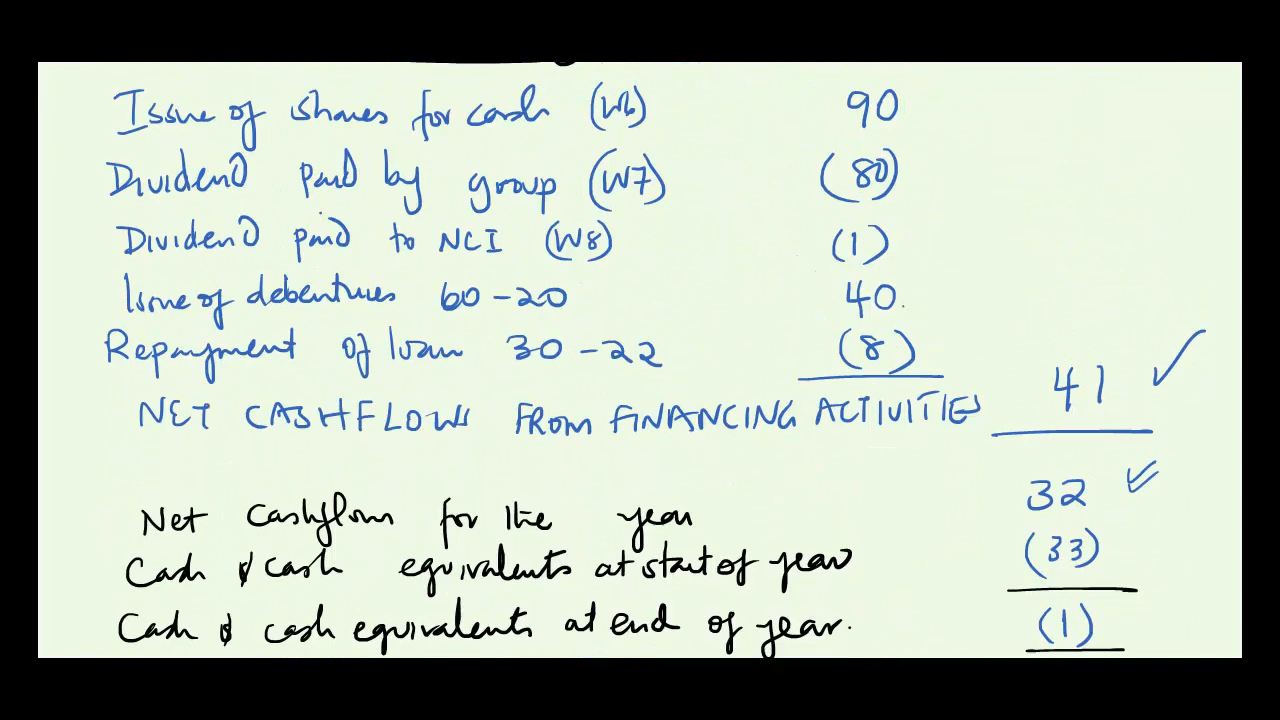 Issue of shares for cash (W6) 90
Dividend paid by group (W7) (80)
Dividend paid to NCI (W8) (1)
Issue of debentures 60-20 40
Repayment of loan 30-22 (8)
NET CASHFLOWS FROM FINANCING ACTIVITIES 41
Net cashflows for the year 32
Cash & cash equivalents at start of year (33)
Cash & cash equivalents at end of year. (1)